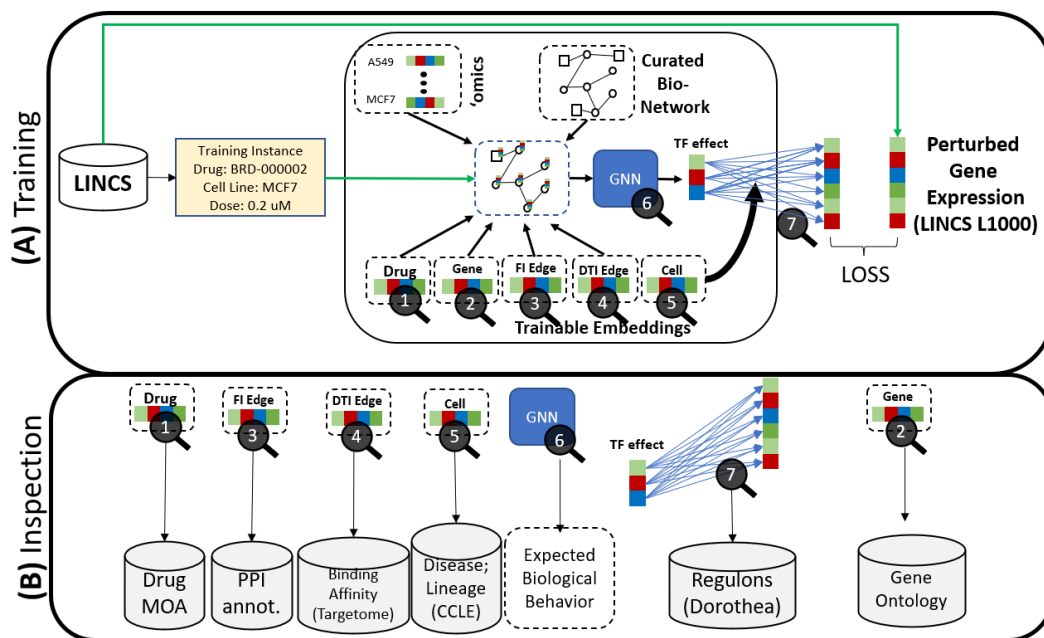 (A) Training
LINCS
Training Instance
Drug: BRD-000002
Cell Line: MCF7
Dose: 0.2 uM
A549
MCF7
'omics
Curated
Bio-
Network
GNN
6
TF effect
7
Perturbed
Gene
Expression
(LINCS L1000)
LOSS
Drug
1
Gene
2
FI Edge
3
DTI Edge
4
Cell
5
Trainable Embeddings
(B) Inspection
Drug
1
FI Edge
3
DTI Edge
4
Cell
5
GNN
6
TF effect
7
Gene
2
Drug
MOA
PPI
annot.
Binding
Affinity
(Targetome)
Disease;
Lineage
(CCLE)
Expected
Biological
Behavior
Regulons
(Dorothea)
Gene
Ontology